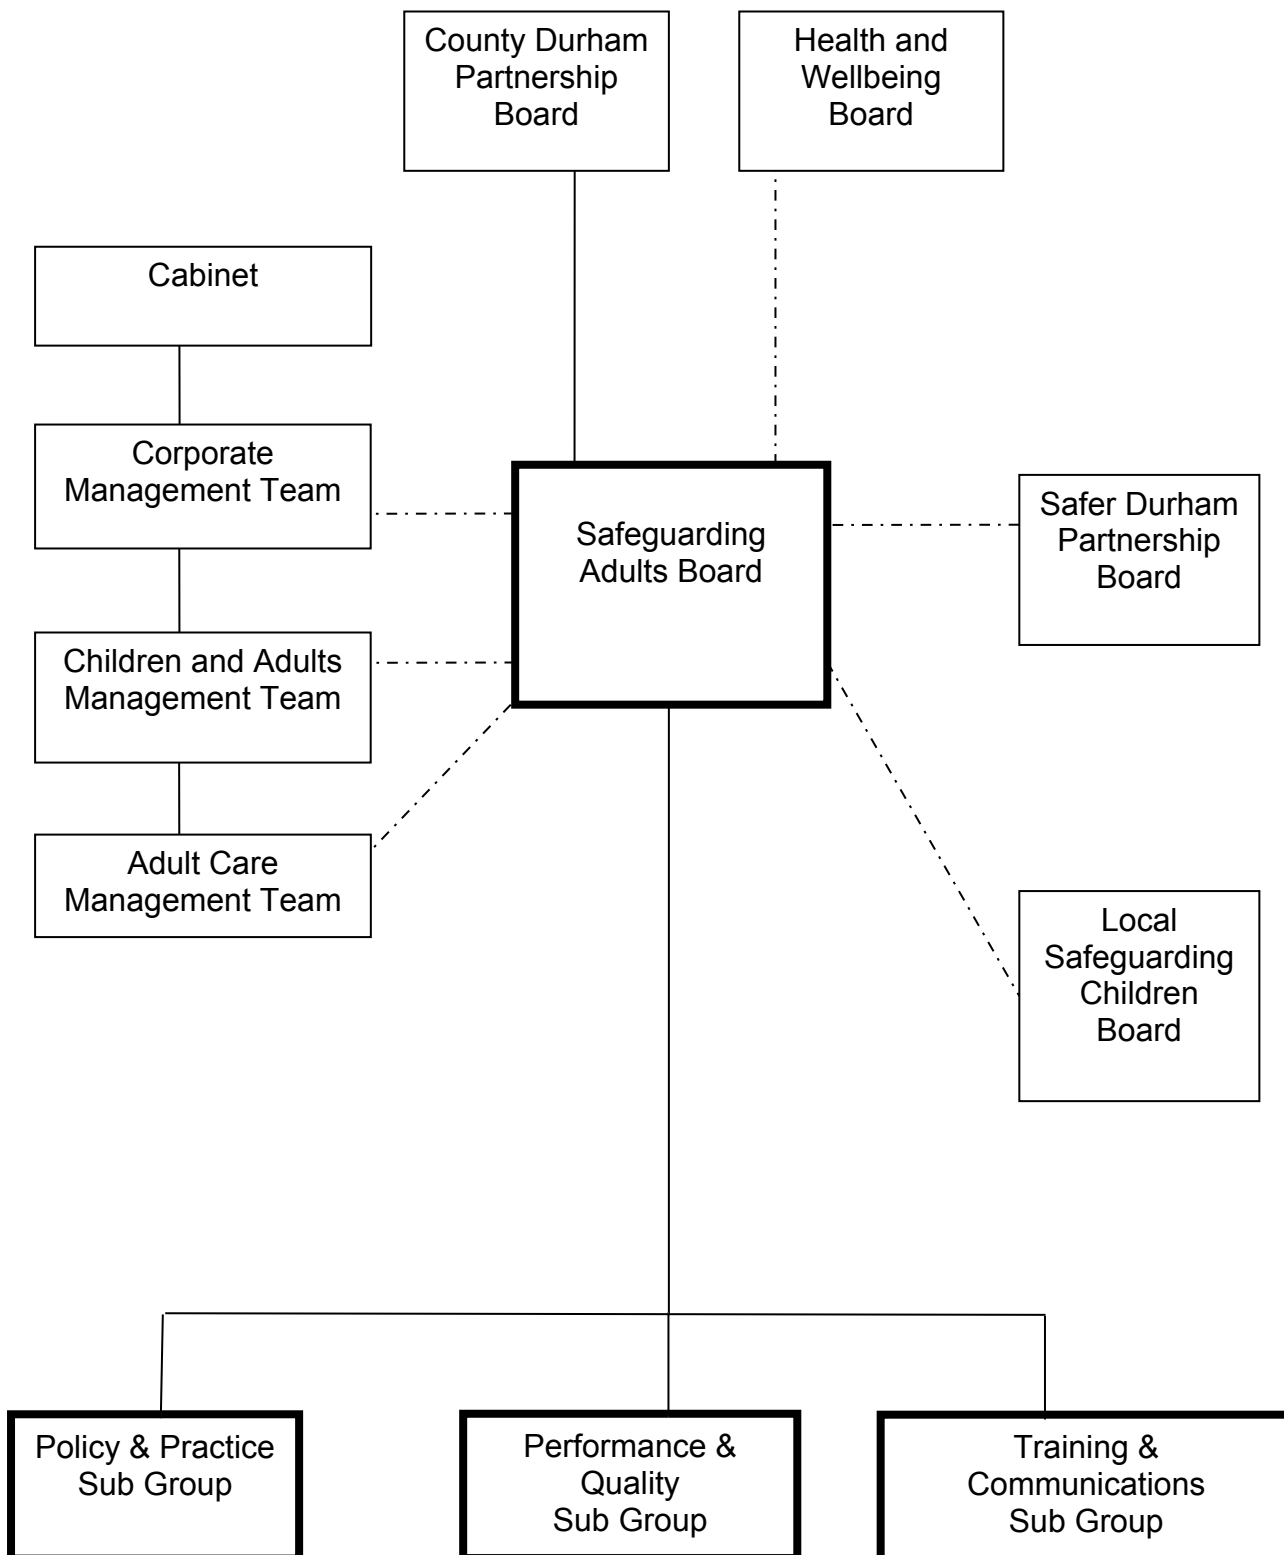 County Durham
Partnership
Board
Health and
Wellbeing
Board
Cabinet
Corporate
Management Team
Safeguarding
Adults Board
Safer Durham
Partnership
Board
Children and Adults
Management Team
Adult Care
Management Team
Local
Safeguarding
Children
Board
Policy & Practice
Sub Group
Performance &
Quality
Sub Group
Training &
Communications
Sub Group